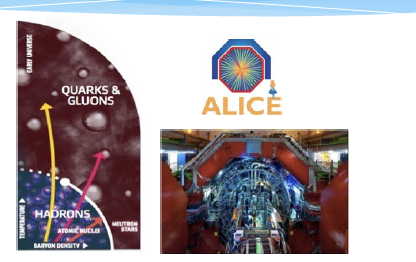 EARLY UNIVERSE
QUARKS &
GLUONS
ALICE
HADRONS
TEMPERATURE
ATOMIC NUCLEI
NEUTRON
STARS
BARYON DENSITY